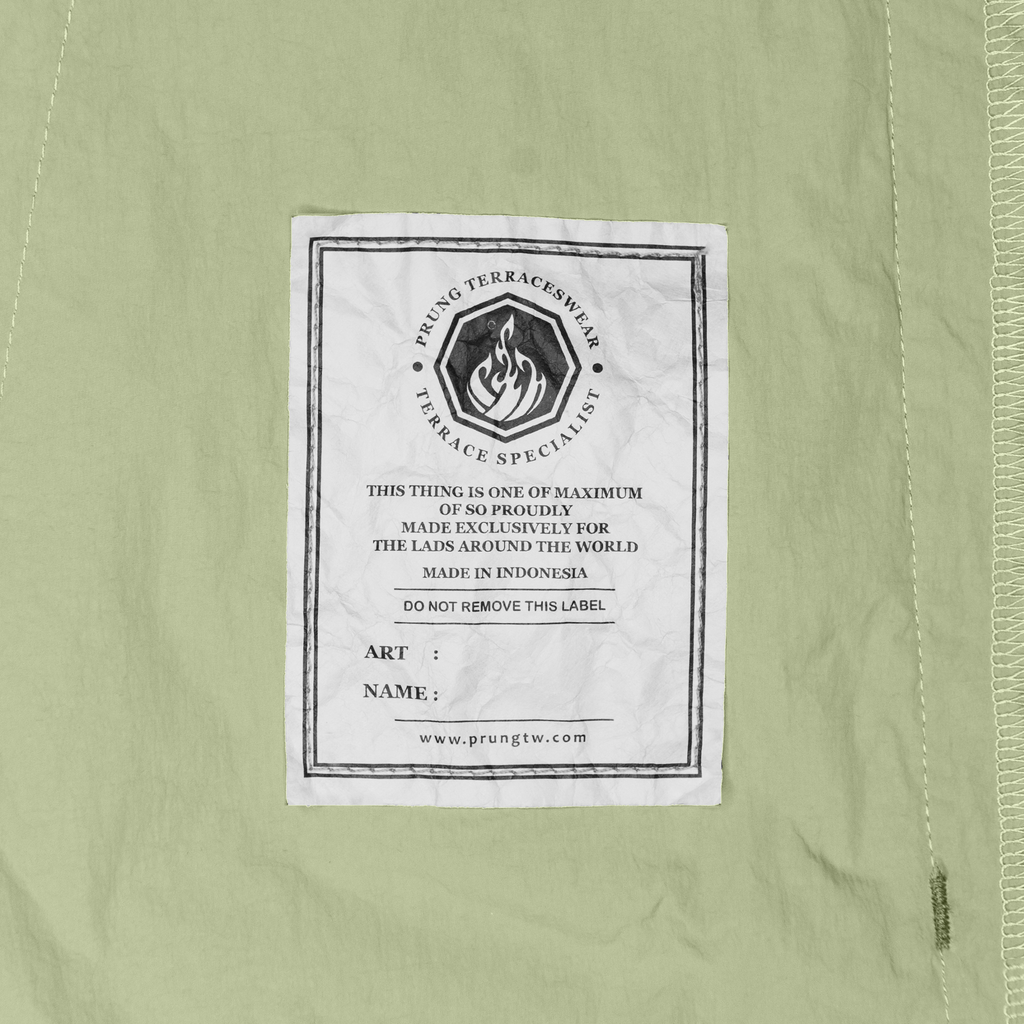 PRUNG TERRACESWEAR
TERRACE SPECIALIST
THIS THING IS ONE OF MAXIMUM
OF SO PROUDLY
MADE EXCLUSIVELY FOR
THE LADS AROUND THE WORLD
MADE IN INDONESIA
DO NOT REMOVE THIS LABEL
ART :
NAME :
www.prungtw.com